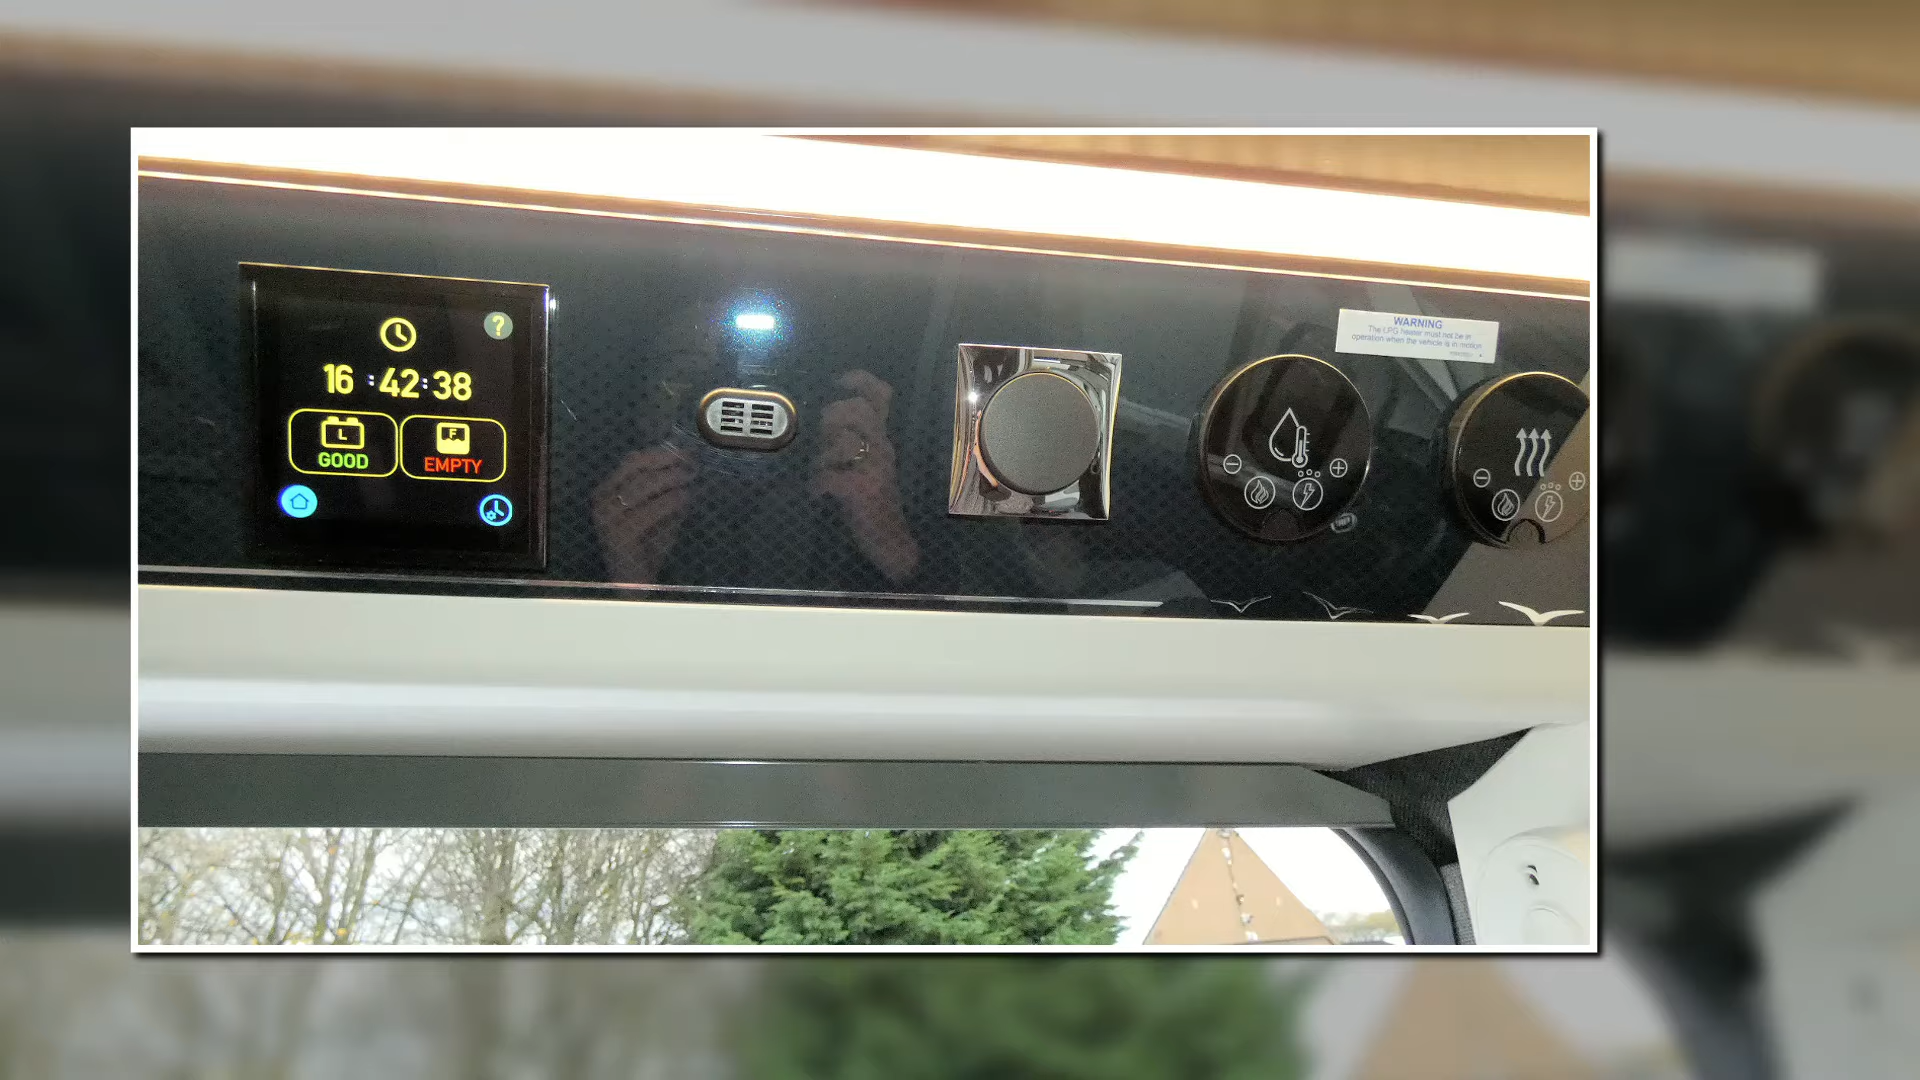 ?
16:42:38
L
GOOD
F
EMPTY
WARNING
The LPG heater must not be in
operation when the vehicle is in motion